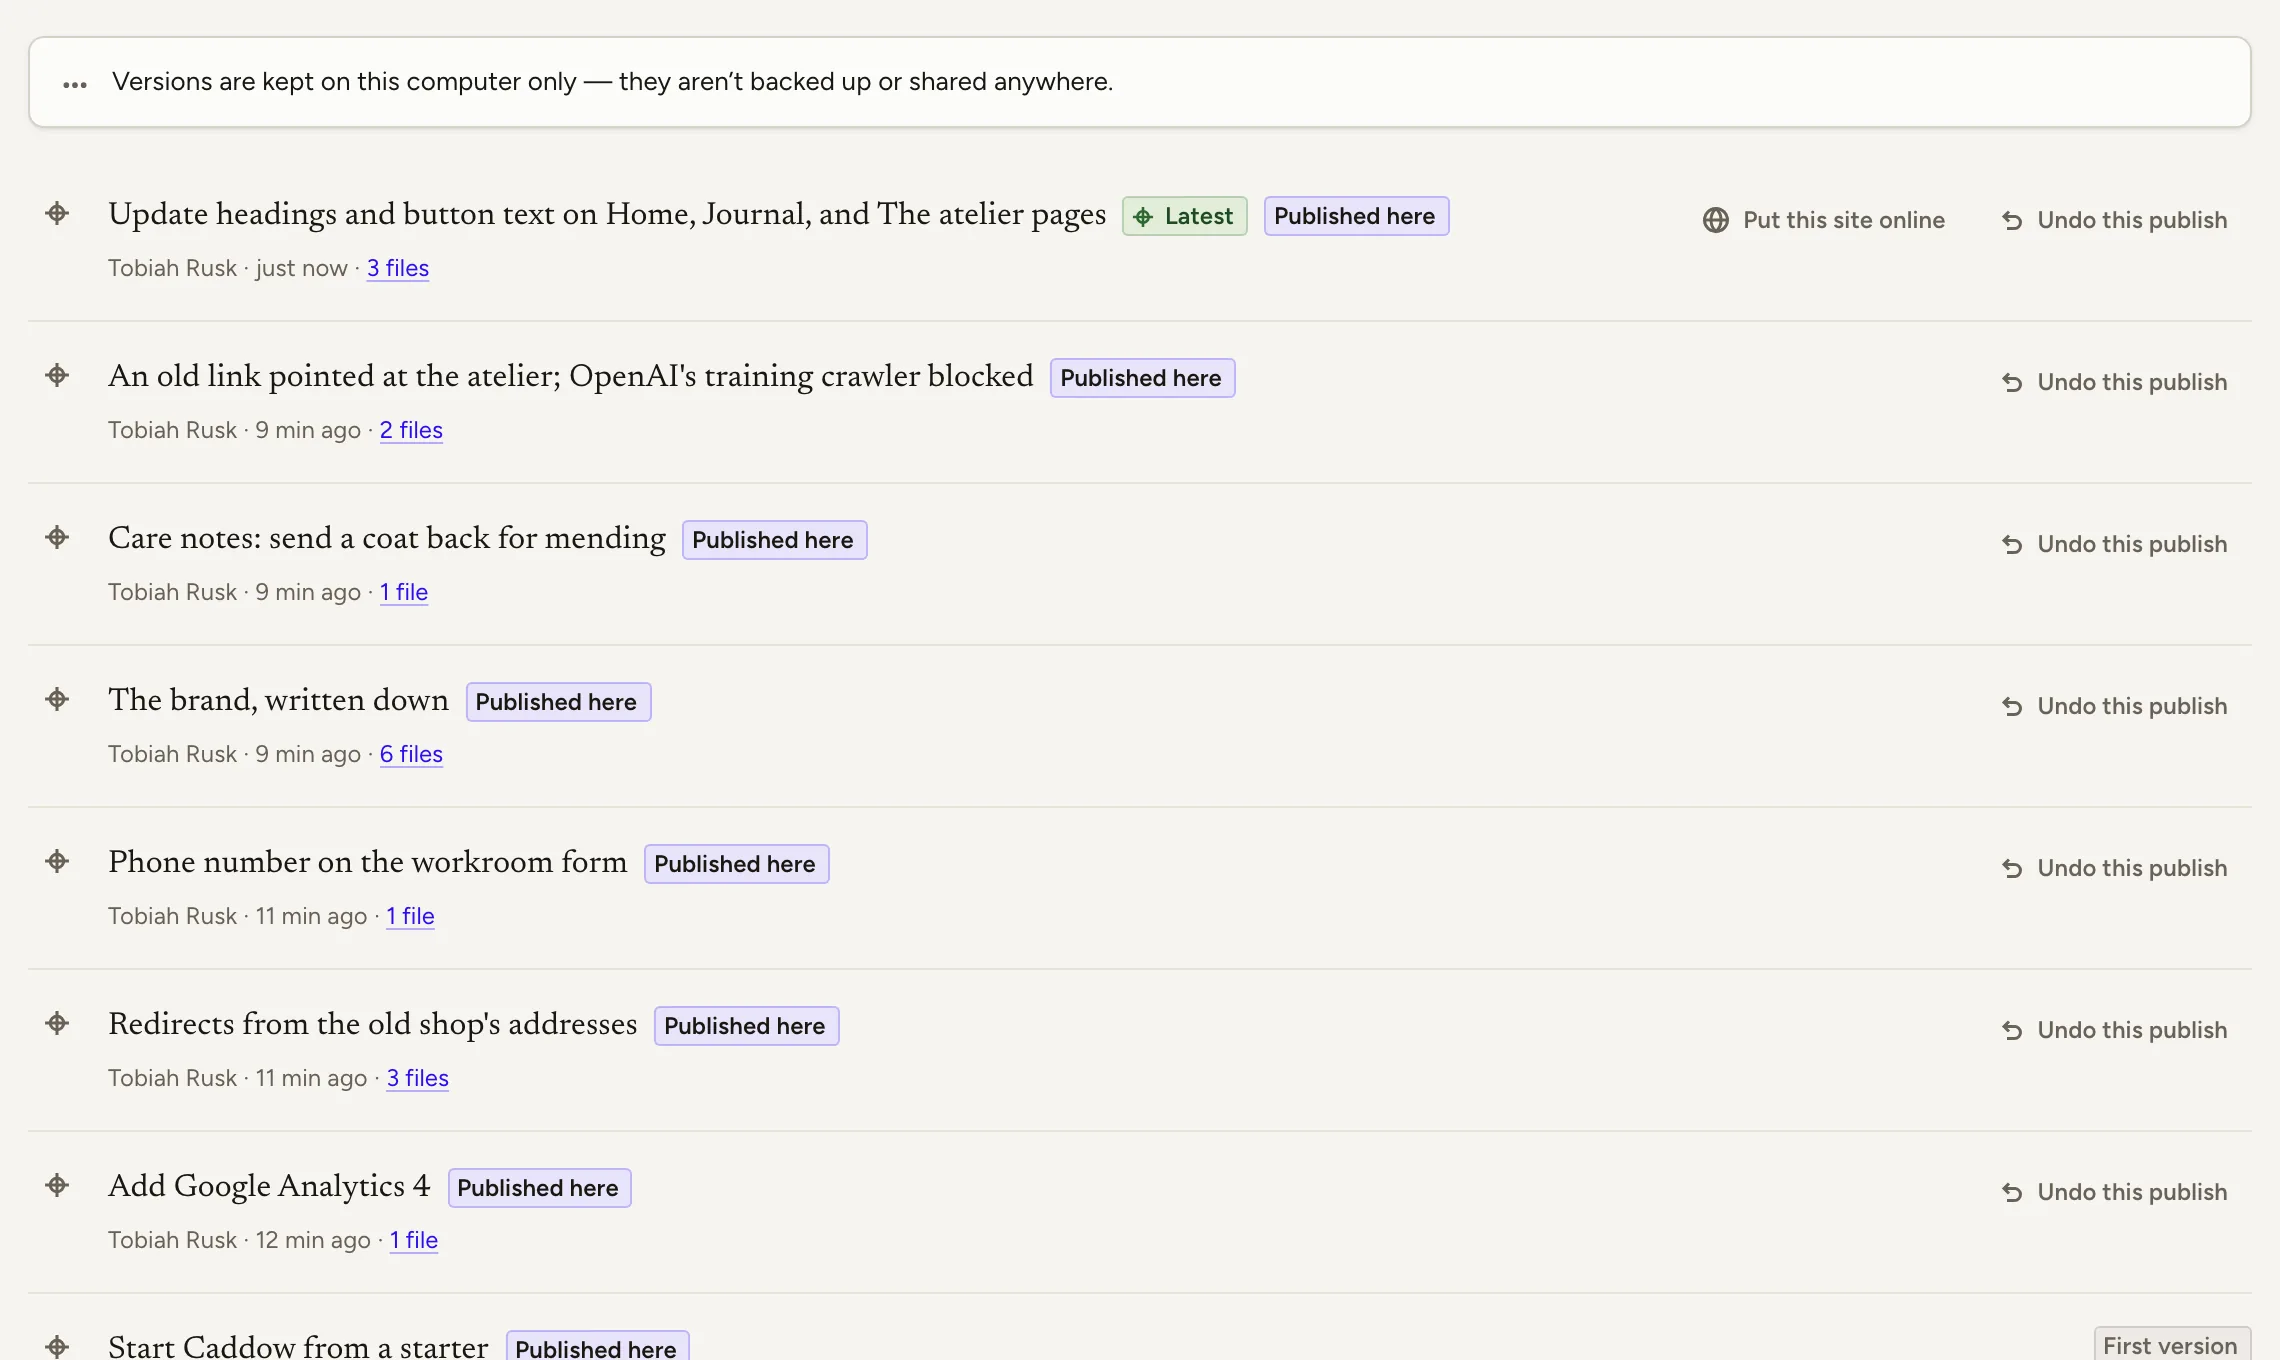 Versions are kept on this computer only — they aren’t backed up or shared anywhere.
Update headings and button text on Home, Journal, and The atelier pages Latest Published here Put this site online Undo this publish
Tobiah Rusk · just now · 3 files
An old link pointed at the atelier; OpenAI's training crawler blocked Published here Undo this publish
Tobiah Rusk · 9 min ago · 2 files
Care notes: send a coat back for mending Published here Undo this publish
Tobiah Rusk · 9 min ago · 1 file
The brand, written down Published here Undo this publish
Tobiah Rusk · 9 min ago · 6 files
Phone number on the workroom form Published here Undo this publish
Tobiah Rusk · 11 min ago · 1 file
Redirects from the old shop's addresses Published here Undo this publish
Tobiah Rusk · 11 min ago · 3 files
Add Google Analytics 4 Published here Undo this publish
Tobiah Rusk · 12 min ago · 1 file
Start Caddow from a starter Published here First version